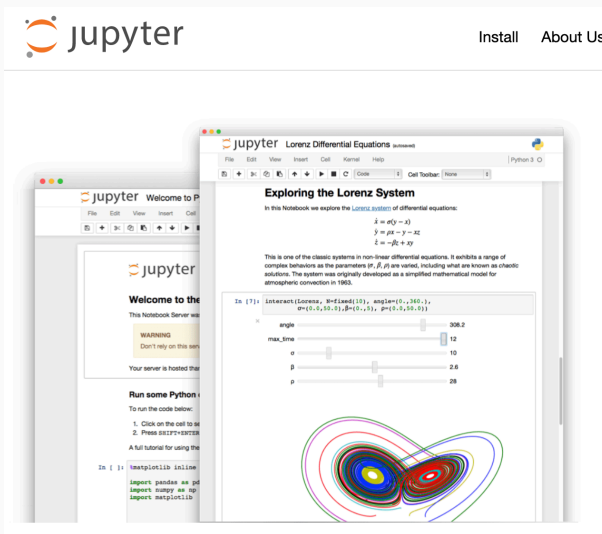 jupyter
Install About Us
jupyter Lorenz Differential Equations (autosaved)
File Edit View Insert Cell Kernel Help
Python 3
Code Cell Toolbar: None
Exploring the Lorenz System
In this Notebook we explore the Lorenz system of differential equations:
ẋ = σ(y − x)
ẏ = ρx − y − xz
ż = −βz + xy
This is one of the classic systems in non-linear differential equations. It exhibits a range of
complex behaviors as the parameters (σ, β, ρ) are varied, including what are known as chaotic
solutions. The system was originally developed as a simplified mathematical model for
atmospheric convection in 1963.
In [7]: interact(Lorenz, N=fixed(10), angle=(0.,360.),
σ=(0.0,50.0),β=(0.,5), ρ=(0.0,50.0))
angle 308.2
max_time 12
σ 10
β 2.6
ρ 28
jupyter Welcome to P
File Edit View Insert Cell
jupyter
Welcome to the
This Notebook Server wa
WARNING
Don't rely on this serv
Your server is hosted than
Run some Python
To run the code below:
1. Click on the cell to se
2. Press SHIFT+ENTER
A full tutorial for using the
In [ ]: %matplotlib inline
import pandas as pd
import numpy as np
import matplotlib